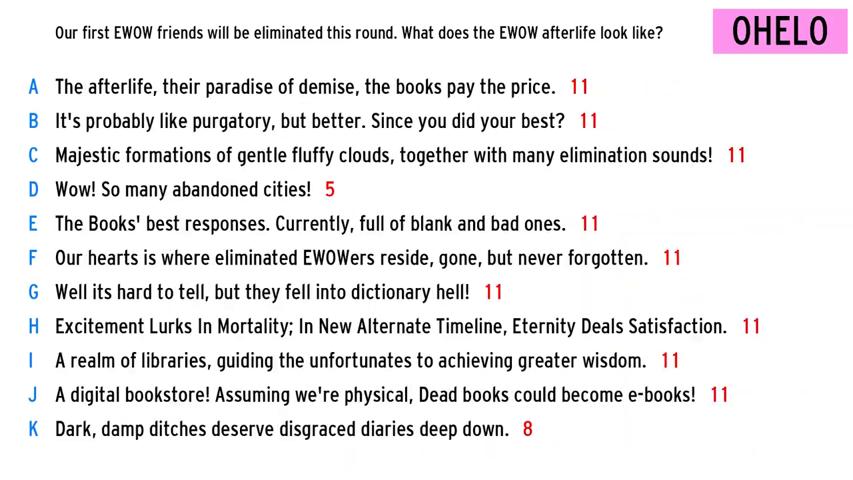 Our first EWOW friends will be eliminated this round. What does the EWOW afterlife look like?
OHELO
A The afterlife, their paradise of demise, the books pay the price. 11
B It's probably like purgatory, but better. Since you did your best? 11
C Majestic formations of gentle fluffy clouds, together with many elimination sounds! 11
D Wow! So many abandoned cities! 5
E The Books' best responses. Currently, full of blank and bad ones. 11
F Our hearts is where eliminated EWOWers reside, gone, but never forgotten. 11
G Well its hard to tell, but they fell into dictionary hell! 11
H Excitement Lurks In Mortality; In New Alternate Timeline, Eternity Deals Satisfaction. 11
I A realm of libraries, guiding the unfortunates to achieving greater wisdom. 11
J A digital bookstore! Assuming we're physical, Dead books could become e-books! 11
K Dark, damp ditches deserve disgraced diaries deep down. 8